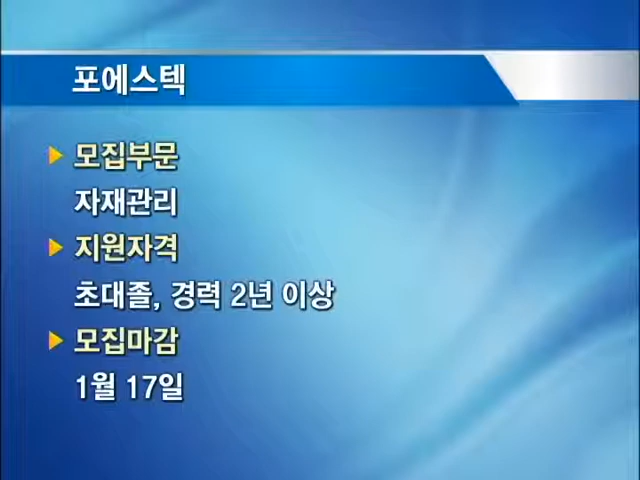 포에스텍
모집부문
자재관리
지원자격
초대졸, 경력 2년 이상
모집마감
1월 17일